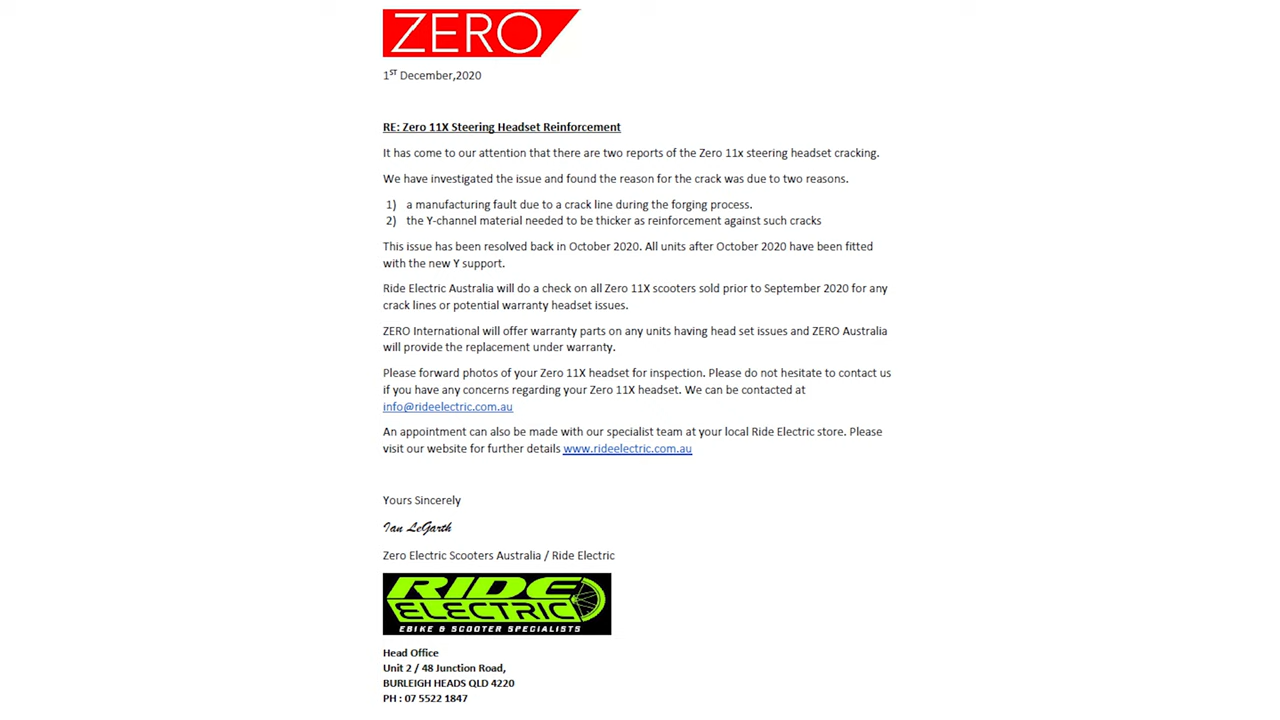 ZERO
1ST December,2020
RE: Zero 11X Steering Headset Reinforcement
It has come to our attention that there are two reports of the Zero 11x steering headset cracking.
We have investigated the issue and found the reason for the crack was due to two reasons.
1) a manufacturing fault due to a crack line during the forging process.
2) the Y-channel material needed to be thicker as reinforcement against such cracks
This issue has been resolved back in October 2020. All units after October 2020 have been fitted
with the new Y support.
Ride Electric Australia will do a check on all Zero 11X scooters sold prior to September 2020 for any
crack lines or potential warranty headset issues.
ZERO International will offer warranty parts on any units having head set issues and ZERO Australia
will provide the replacement under warranty.
Please forward photos of your Zero 11X headset for inspection. Please do not hesitate to contact us
if you have any concerns regarding your Zero 11X headset. We can be contacted at
info@rideelectric.com.au
An appointment can also be made with our specialist team at your local Ride Electric store. Please
visit our website for further details www.rideelectric.com.au
Yours Sincerely
Ian LeGarth
Zero Electric Scooters Australia / Ride Electric
RIDE
ELECTRIC
EBIKE & SCOOTER SPECIALISTS
Head Office
Unit 2 / 48 Junction Road,
BURLEIGH HEADS QLD 4220
PH : 07 5522 1847